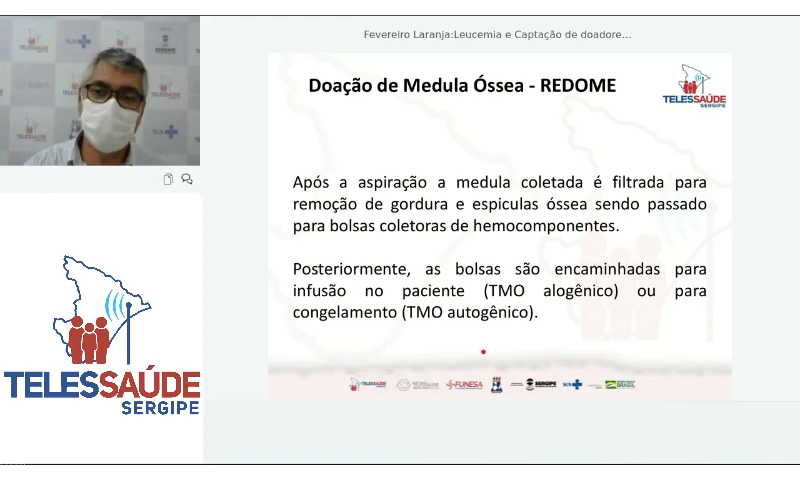 Fevereiro Laranja:Leucemia e Captação de doadore...
Doação de Medula Óssea - REDOME
TELESSAÚDE
SERGIPE
Após a aspiração a medula coletada é filtrada para
remoção de gordura e espiculas óssea sendo passado
para bolsas coletoras de hemocomponentes.
Posteriormente, as bolsas são encaminhadas para
infusão no paciente (TMO alogênico) ou para
congelamento (TMO autogênico).
FUNESA
SERGIPE
SUS
BRASIL
TELESSAÚDE
SERGIPE